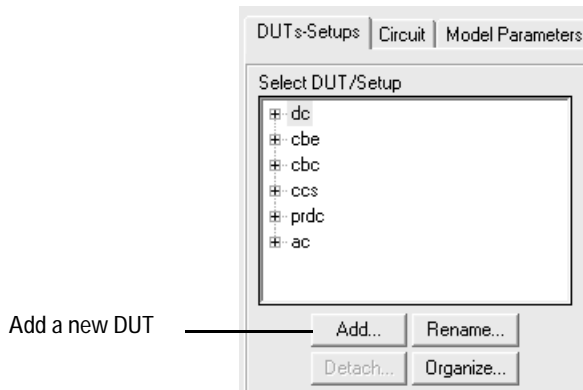 DUTs-Setups Circuit Model Parameters
Select DUT/Setup
dc
cbe
cbc
ccs
prdc
ac
Add a new DUT
Add... Rename...
Detach... Organize...